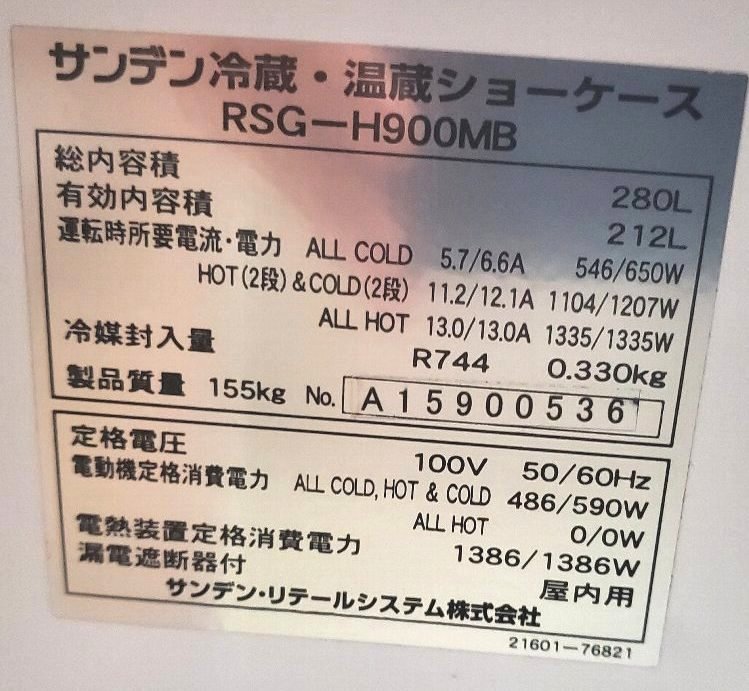 サンデン冷蔵・温蔵ショーケース
RSG－H900MB
総内容積 280L
有効内容積 212L
運転時所要電流・電力 ALL COLD 5.7/6.6A 546/650W
HOT(2段)&COLD(2段) 11.2/12.1A 1104/1207W
ALL HOT 13.0/13.0A 1335/1335W
冷媒封入量 R744 0.330kg
製品質量 155kg No. A15900536
定格電圧 100V 50/60Hz
電動機定格消費電力 ALL COLD, HOT & COLD 486/590W
ALL HOT 0/0W
電熱装置定格消費電力 1386/1386W
漏電遮断器付 屋内用
サンデン・リテールシステム株式会社
21601－76821